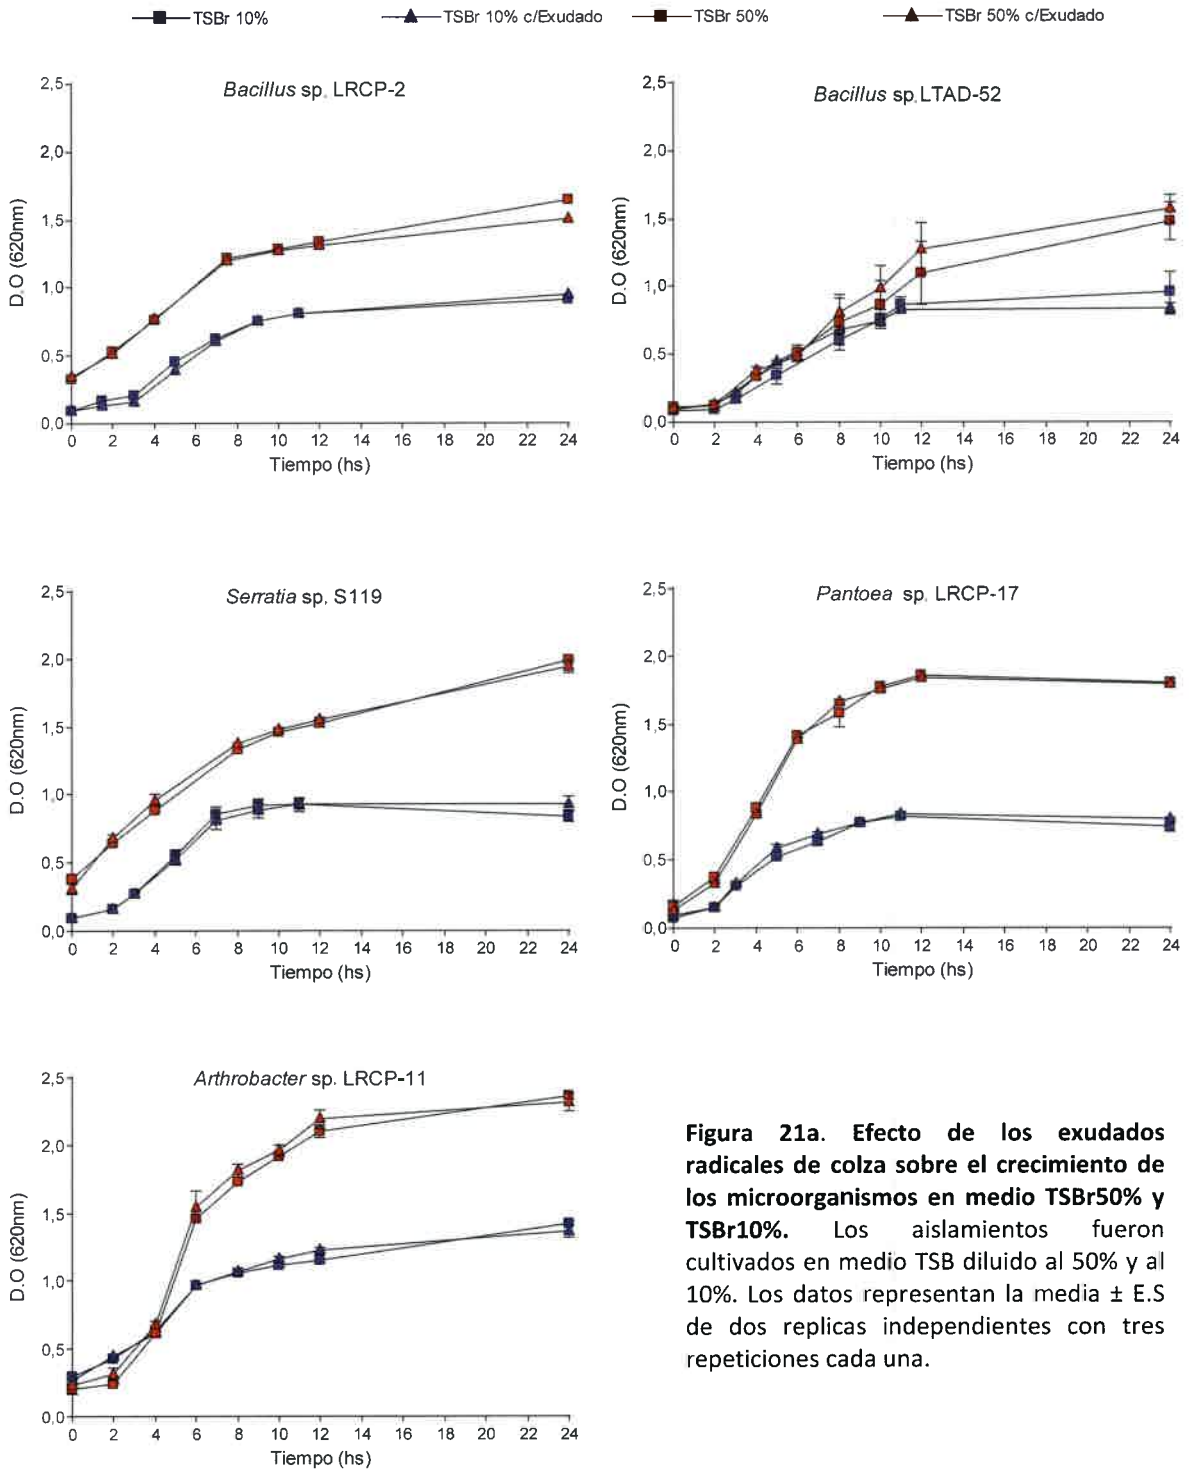 TSBr 10% TSBr 10% c/Exudado TSBr 50% TSBr 50% c/Exudado
Bacillus sp. LRCP-2
2,5
2,0
1,5
1,0
0,5
0,0
D.O (620nm)
0 2 4 6 8 10 12 14 16 18 20 22 24
Tiempo (hs)
Bacillus sp. LTAD-52
2,5
2,0
1,5
1,0
0,5
0,0
D.O (620nm)
0 2 4 6 8 10 12 14 16 18 20 22 24
Tiempo (hs)
Serratia sp. S119
2,5
2,0
1,5
1,0
0,5
0,0
D.O (620nm)
0 2 4 6 8 10 12 14 16 18 20 22 24
Tiempo (hs)
Pantoea sp. LRCP-17
2,5
2,0
1,5
1,0
0,5
0,0
D.O (620nm)
0 2 4 6 8 10 12 14 16 18 20 22 24
Tiempo (hs)
Arthrobacter sp. LRCP-11
2,5
2,0
1,5
1,0
0,5
0,0
D.O (620nm)
0 2 4 6 8 10 12 14 16 18 20 22 24
Tiempo (hs)
Figura 21a. Efecto de los exudados
radicales de colza sobre el crecimiento de
los microorganismos en medio TSBr50% y
TSBr10%. Los aislamientos fueron
cultivados en medio TSB diluido al 50% y al
10%. Los datos representan la media ± E.S
de dos replicas independientes con tres
repeticiones cada una.